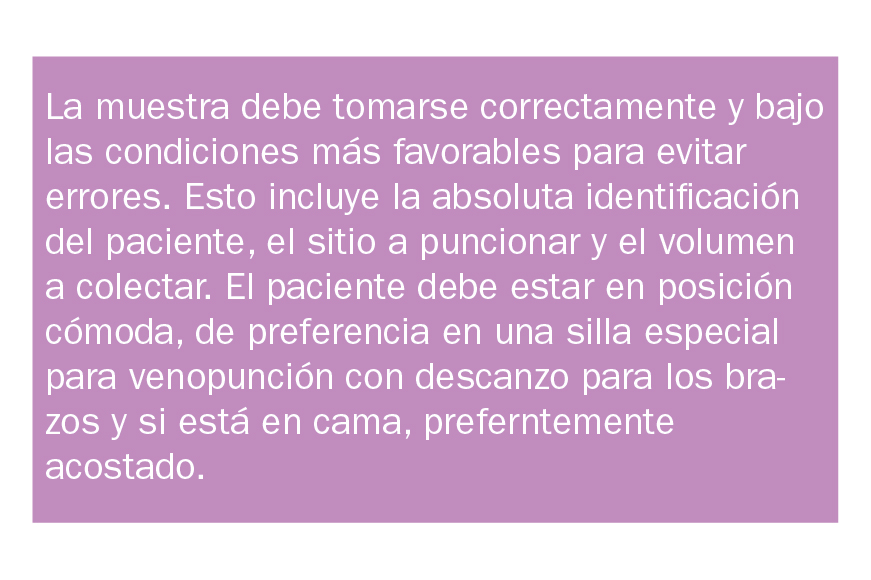 La muestra debe tomarse correctamente y bajo
las condiciones más favorables para evitar
errores. Esto incluye la absoluta identificación
del paciente, el sitio a puncionar y el volumen
a colectar. El paciente debe estar en posición
cómoda, de preferencia en una silla especial
para venopunción con descanzo para los bra-
zos y si está en cama, preferntemente
acostado.